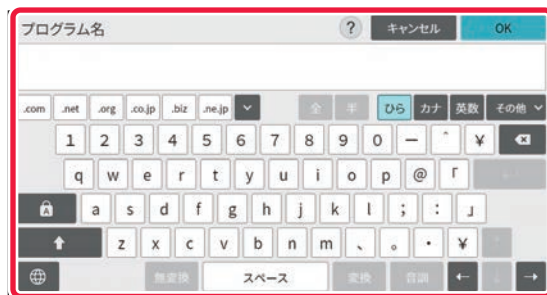 プログラム名 ? キャンセル OK
.com .net .org .co.jp .biz .ne.jp 全 半 ひら カナ 英数 その他
1 2 3 4 5 6 7 8 9 0 ー ^ ¥
q w e r t y u i o p @ 「
A a s d f g h j k l ; : 」
z x c v b n m 、 。 ・ ¥
無変換 スペース 変換 音訓 ← ↓ →